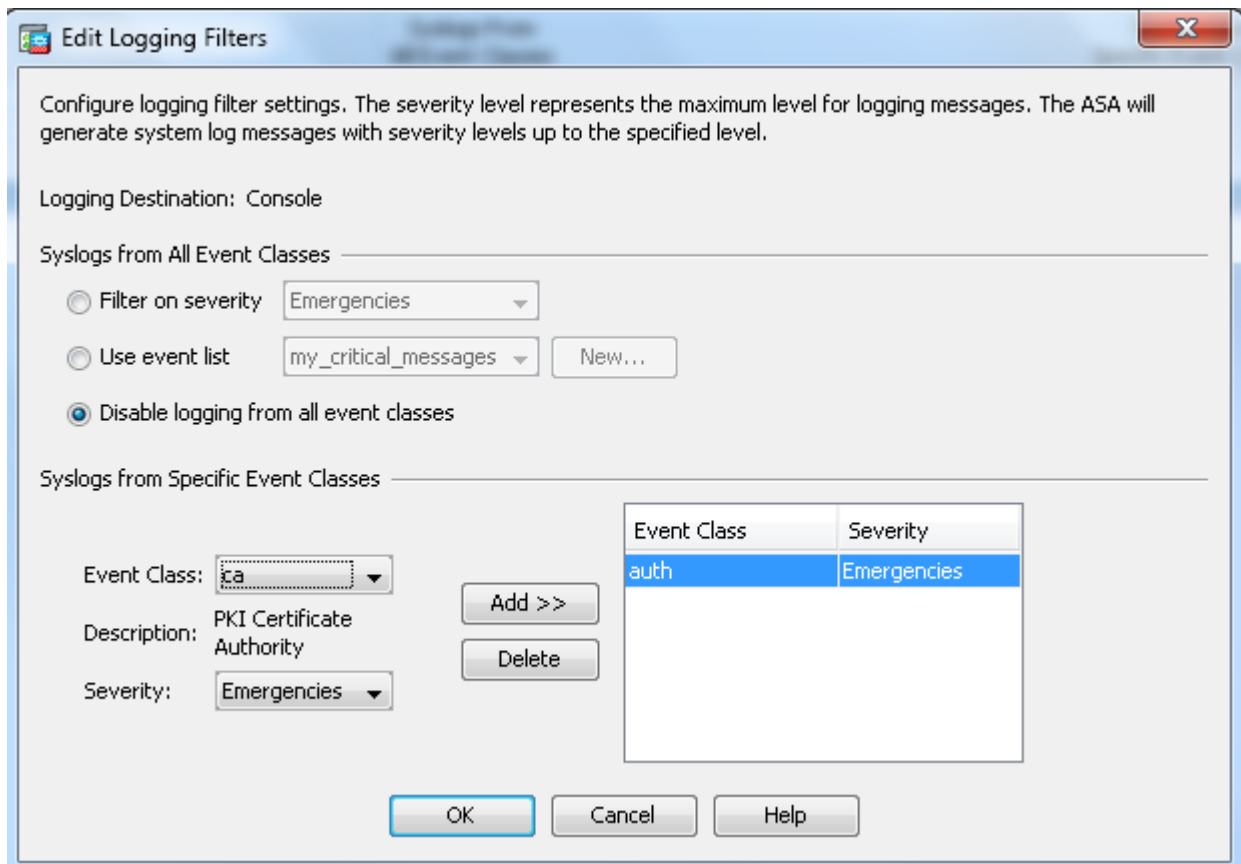 Edit Logging Filters
Configure logging filter settings. The severity level represents the maximum level for logging messages. The ASA will
generate system log messages with severity levels up to the specified level.
Logging Destination: Console
Syslogs from All Event Classes
Filter on severity Emergencies
Use event list my_critical_messages New...
Disable logging from all event classes
Syslogs from Specific Event Classes
Event Class: ca
Description: PKI Certificate
Authority
Severity: Emergencies
Add >>
Delete
Event Class Severity
auth Emergencies
OK Cancel Help